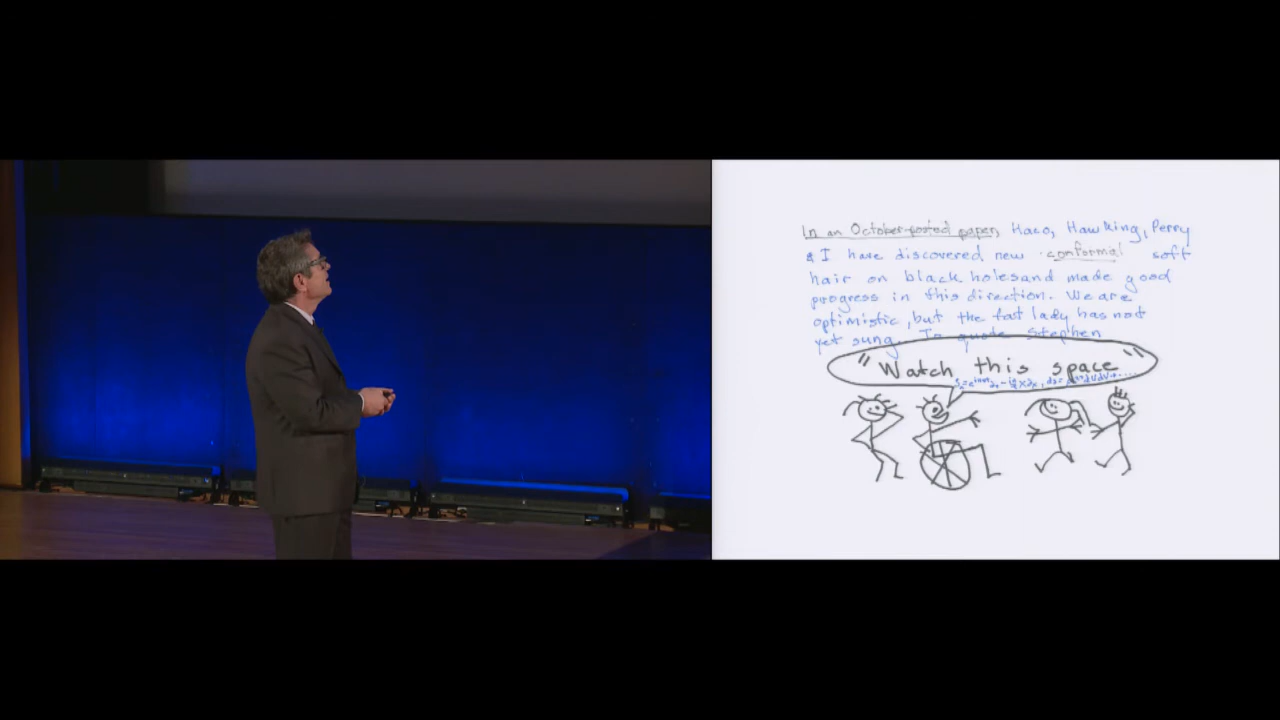 In an October-posted paper, Haco, Hawking, Perry
& I have discovered new conformal soft
hair on black holes and made good
progress in this direction. We are
optimistic, but the fat lady has not
yet sung. To quote Stephen
"Watch this space"